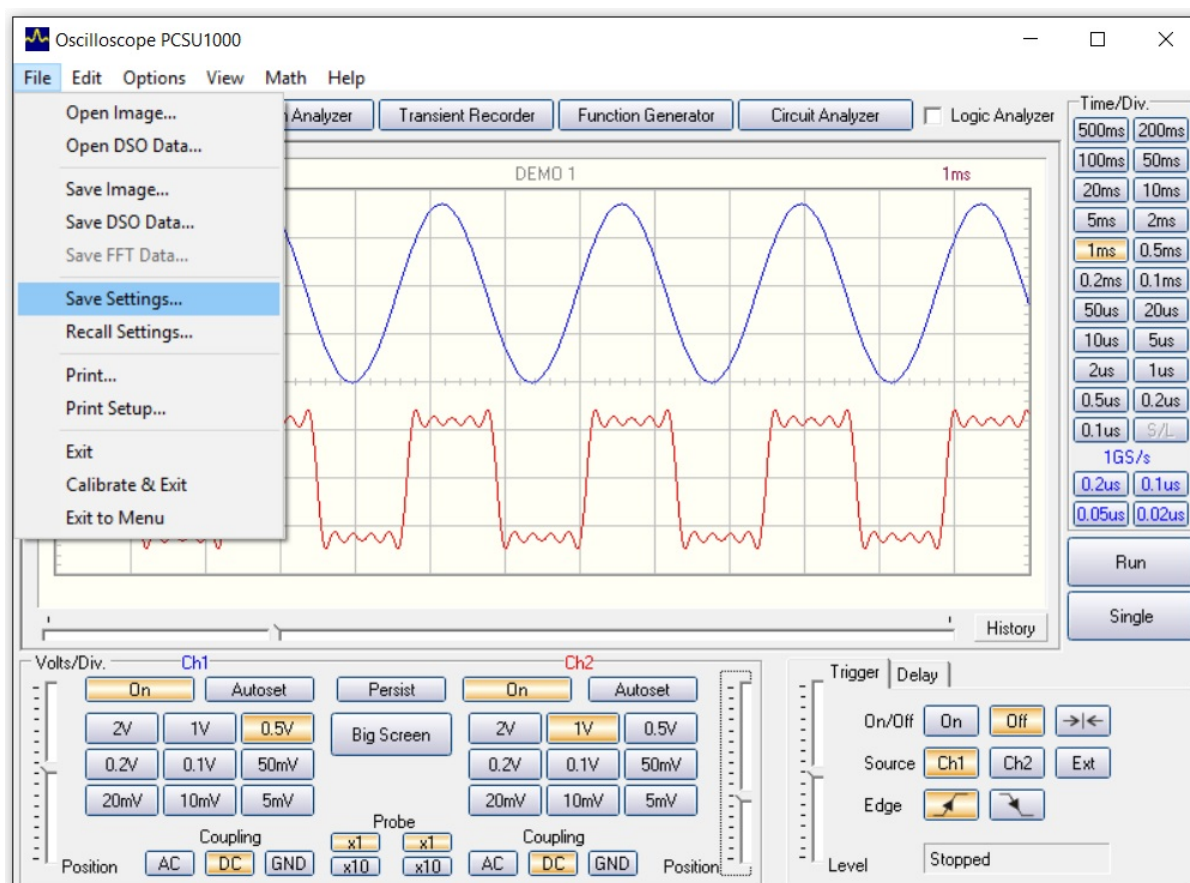 Oscilloscope PCSU1000
File Edit Options View Math Help
Open Image...
Open DSO Data...
Save Image...
Save DSO Data...
Save FFT Data...
Save Settings...
Recall Settings...
Print...
Print Setup...
Exit
Calibrate & Exit
Exit to Menu
Analyzer Transient Recorder Function Generator Circuit Analyzer Logic Analyzer
DEMO 1 1ms
Time/Div.
500ms 200ms
100ms 50ms
20ms 10ms
5ms 2ms
1ms 0.5ms
0.2ms 0.1ms
50us 20us
10us 5us
2us 1us
0.5us 0.2us
0.1us S/L
1GS/s
0.2us 0.1us
0.05us 0.02us
Run
Single
History
Volts/Div. Ch1 Ch2
On Autoset Persist On Autoset
2V 1V 0.5V Big Screen 2V 1V 0.5V
0.2V 0.1V 50mV 0.2V 0.1V 50mV
20mV 10mV 5mV 20mV 10mV 5mV
Coupling Probe Coupling
x1 x1
Position AC DC GND x10 x10 AC DC GND Position
Trigger Delay
On/Off On Off
Source Ch1 Ch2 Ext
Edge
Level Stopped